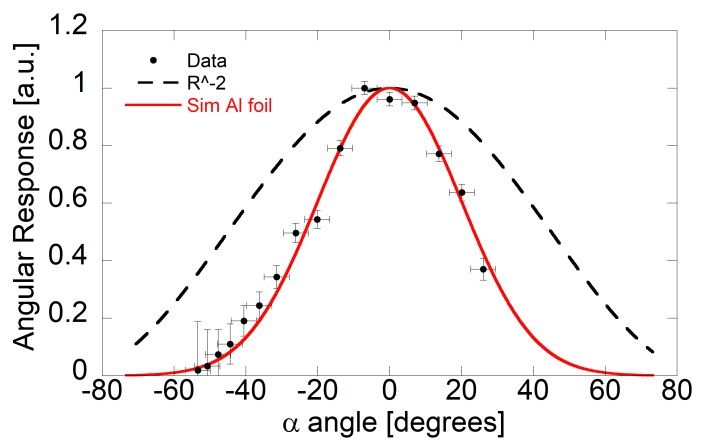 1.2
1
0.8
0.6
0.4
0.2
0
Angular Response [a.u.]
Data
R^-2
Sim Al foil
-80 -60 -40 -20 0 20 40 60 80
α angle [degrees]